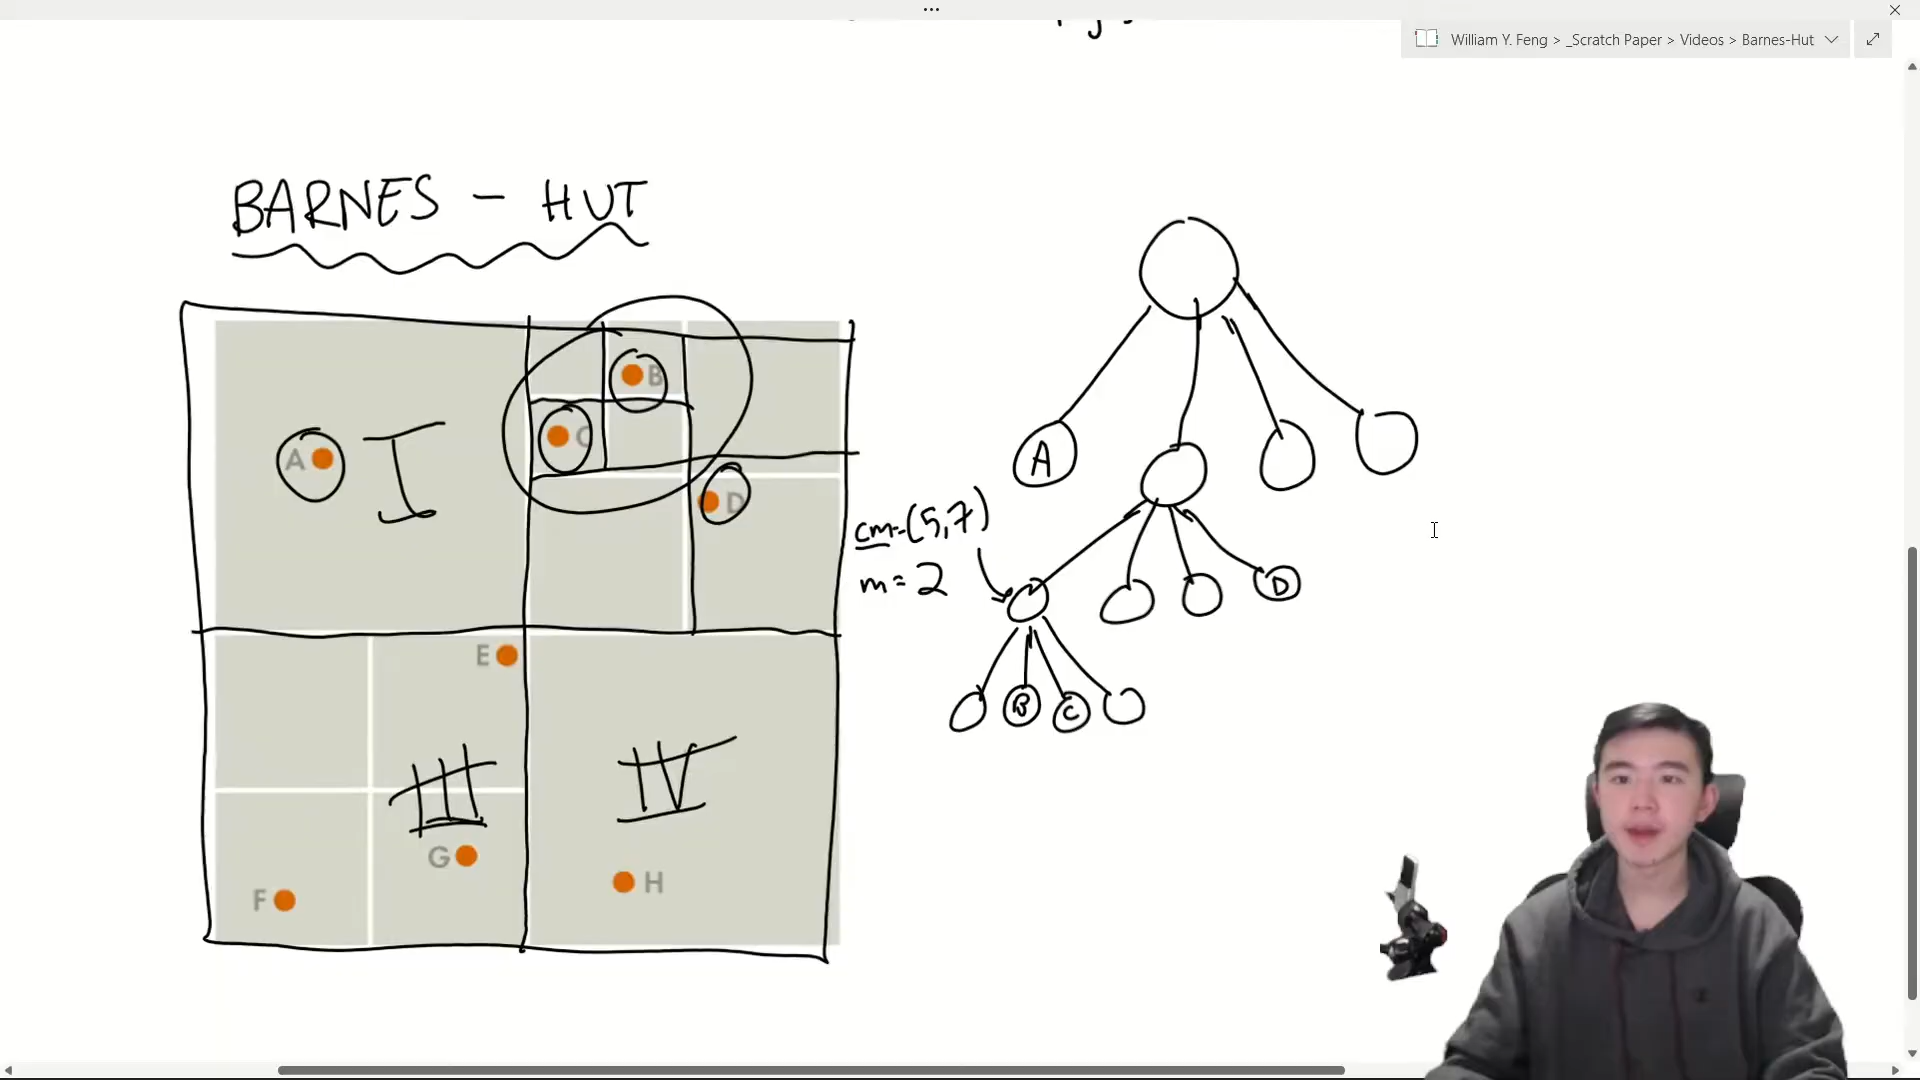 ...
William Y. Feng > _Scratch Paper > Videos > Barnes-Hut
BARNES - HUT
A
I
B
C
D
E
III
IV
G
F
H
cm=(5,7)
m=2
A
D
B
C